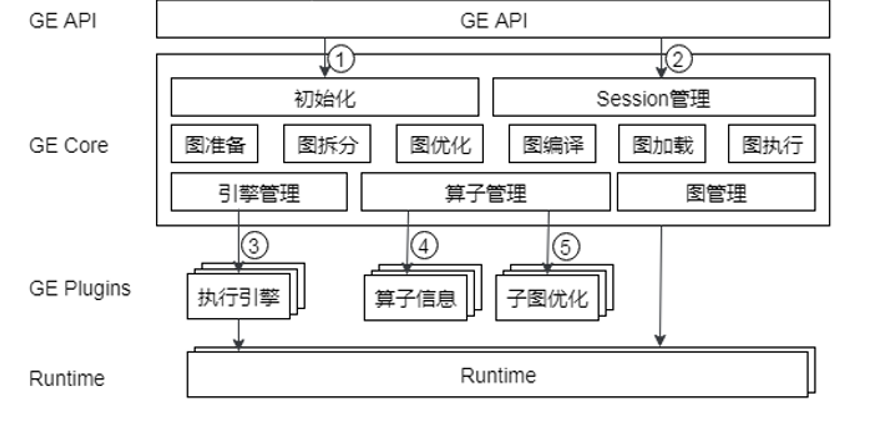 GE API
GE API
①
②
初始化
Session管理
GE Core
图准备
图拆分
图优化
图编译
图加载
图执行
引擎管理
算子管理
图管理
③
④
⑤
GE Plugins
执行引擎
算子信息
子图优化
Runtime
Runtime